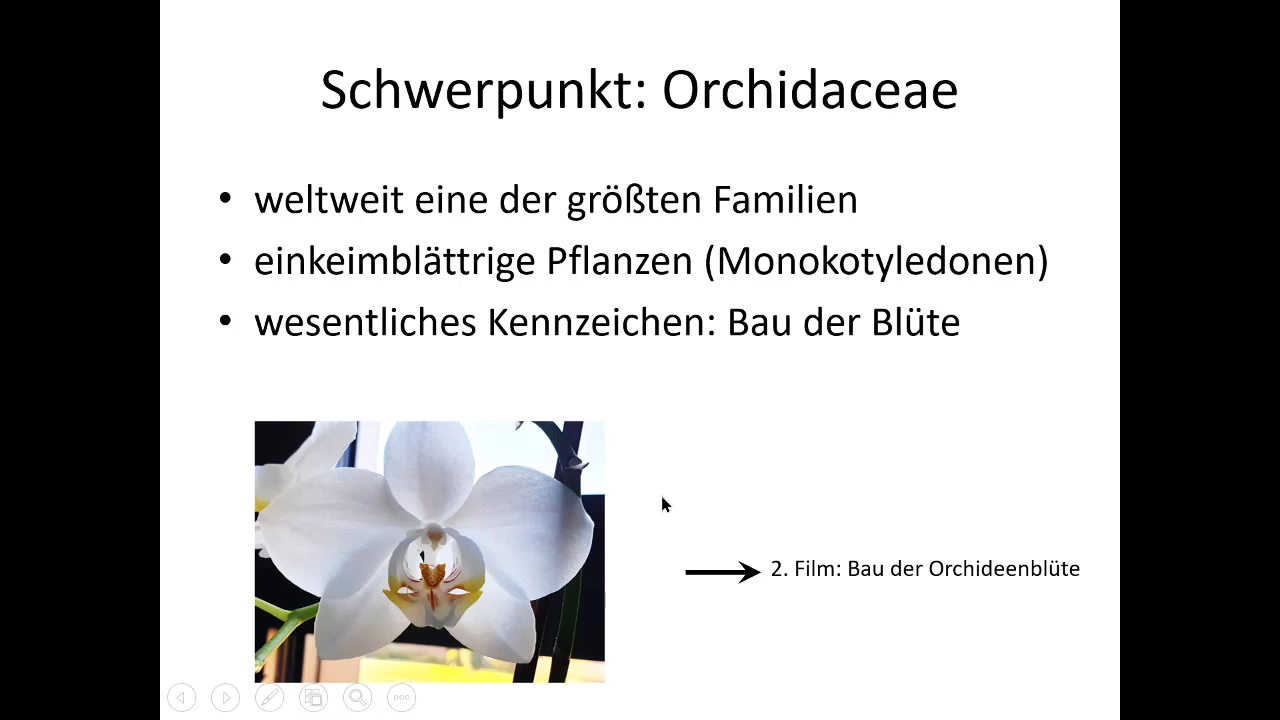 Schwerpunkt: Orchidaceae
• weltweit eine der größten Familien
• einkeimblättrige Pflanzen (Monokotyledonen)
• wesentliches Kennzeichen: Bau der Blüte
2. Film: Bau der Orchideenblüte